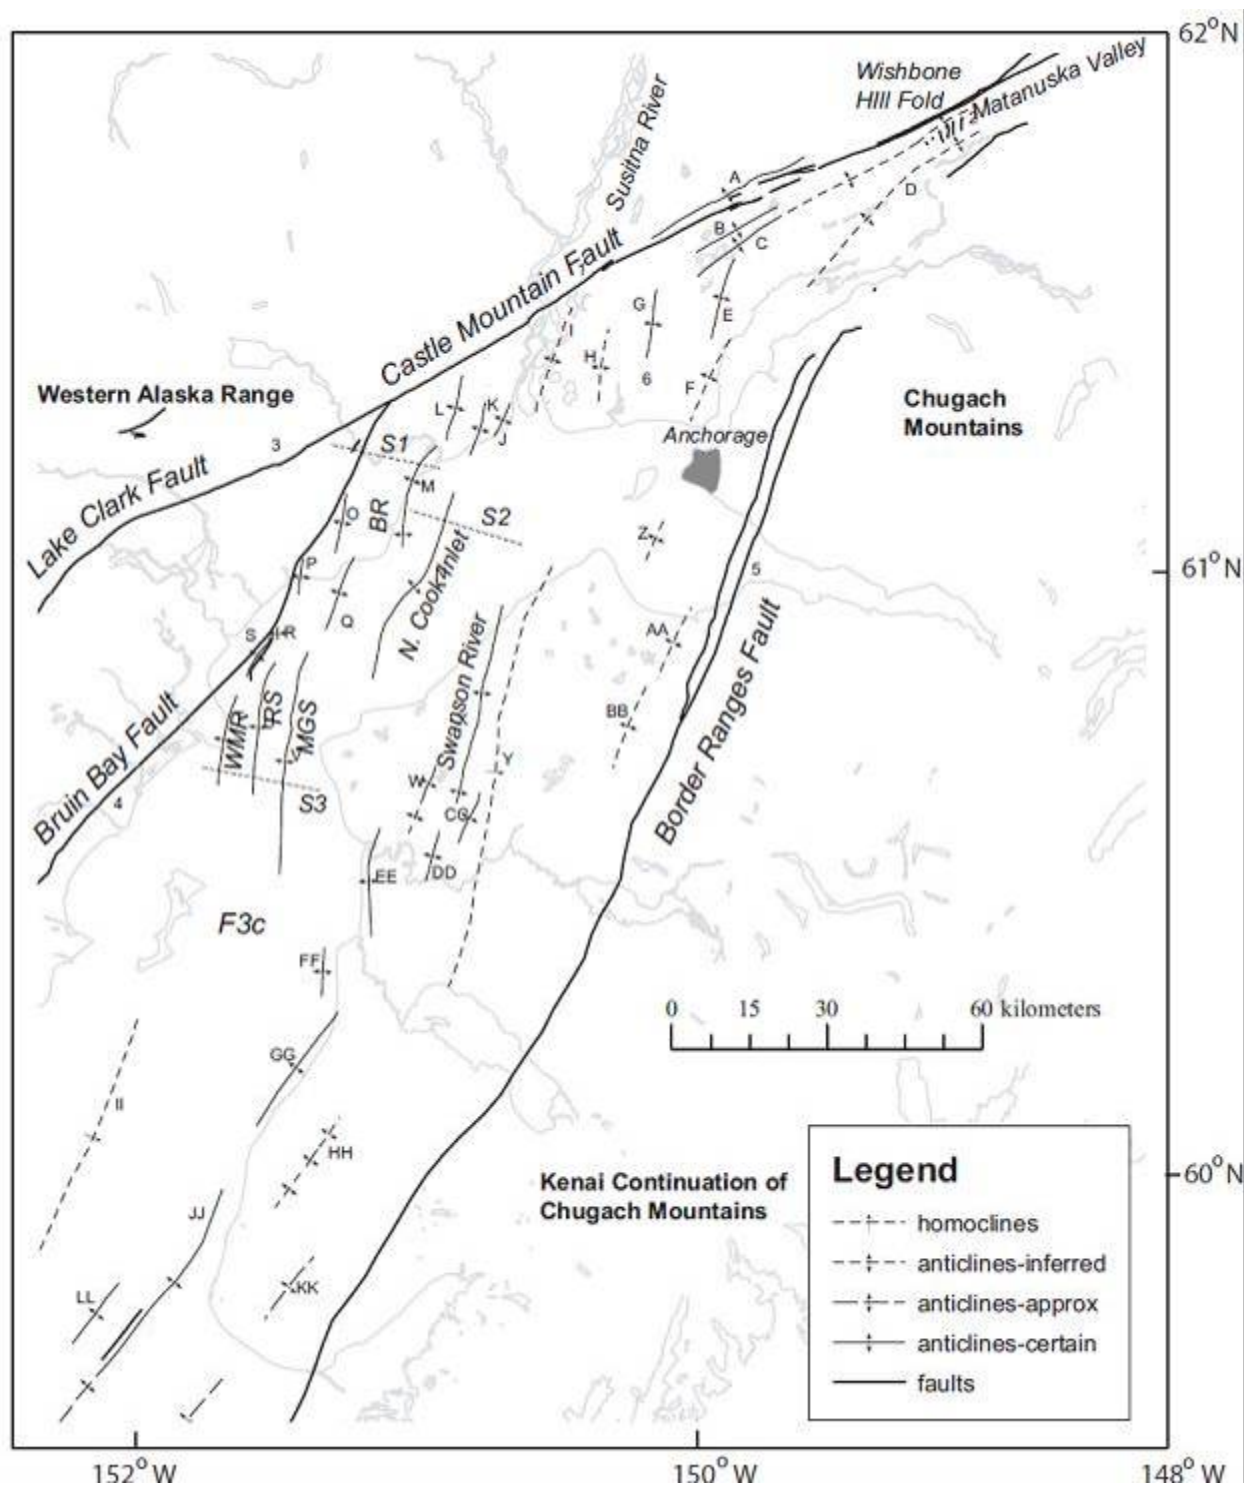 62°N
Wishbone
HIll Fold
Matanuska Valley
Susitna River
A
D
B
C
Castle Mountain Fault
G
E
I
H
6
F
Western Alaska Range
Chugach
Mountains
L
K
J
Anchorage
3
S1
Lake Clark Fault
M
O
BR
S2
Z
61°N
P
5
N. Cook Inlet
Q
S
R
AA
Swanson River
BB
WMR
RS
MGS
Border Ranges Fault
Bruin Bay Fault
Y
W
4
S3
CC
EE
DD
F3c
FF
0 15 30 60 kilometers
GG
II
HH
60°N
Kenai Continuation of
Chugach Mountains
JJ
KK
LL
Legend
homoclines
anticlines-inferred
anticlines-approx
anticlines-certain
faults
152°W
150°W
148°W